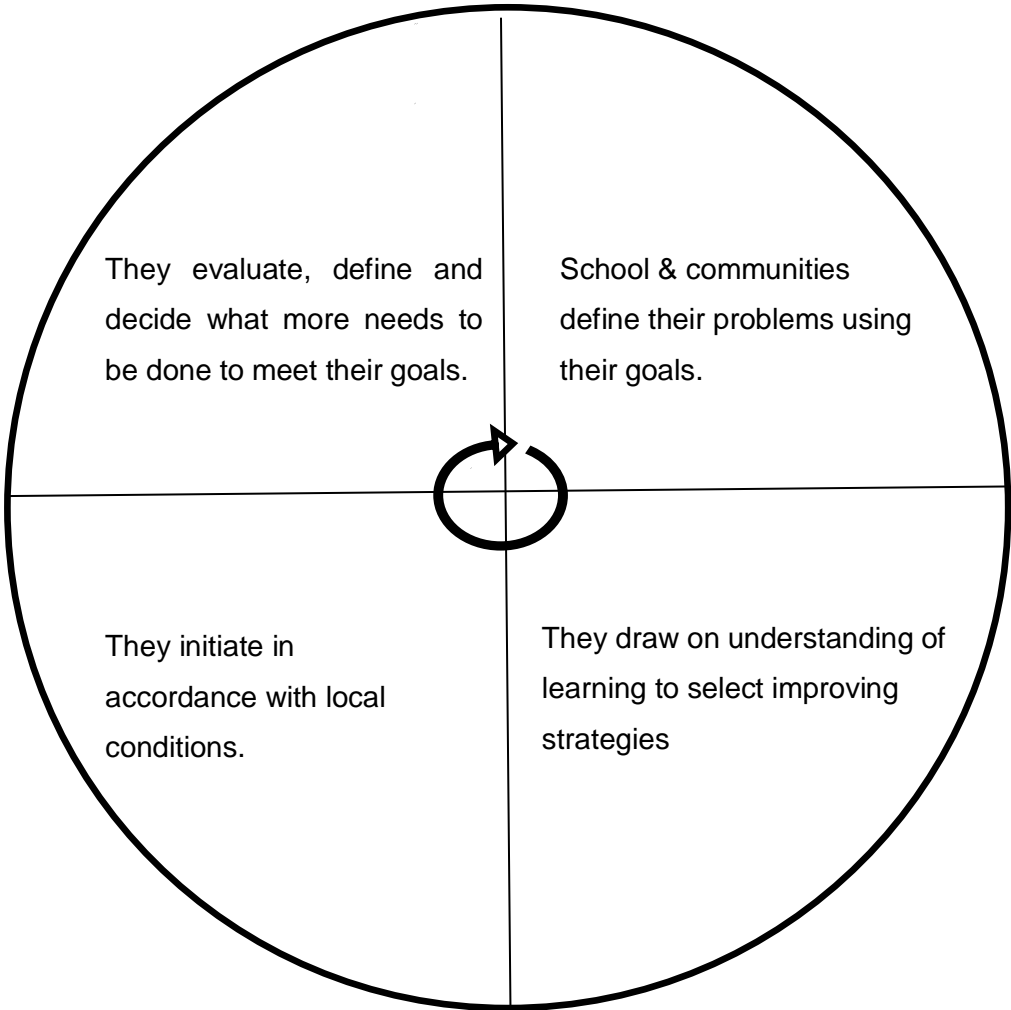 They evaluate, define and
decide what more needs to
be done to meet their goals.
School & communities
define their problems using
their goals.
They initiate in
accordance with local
conditions.
They draw on understanding of
learning to select improving
strategies